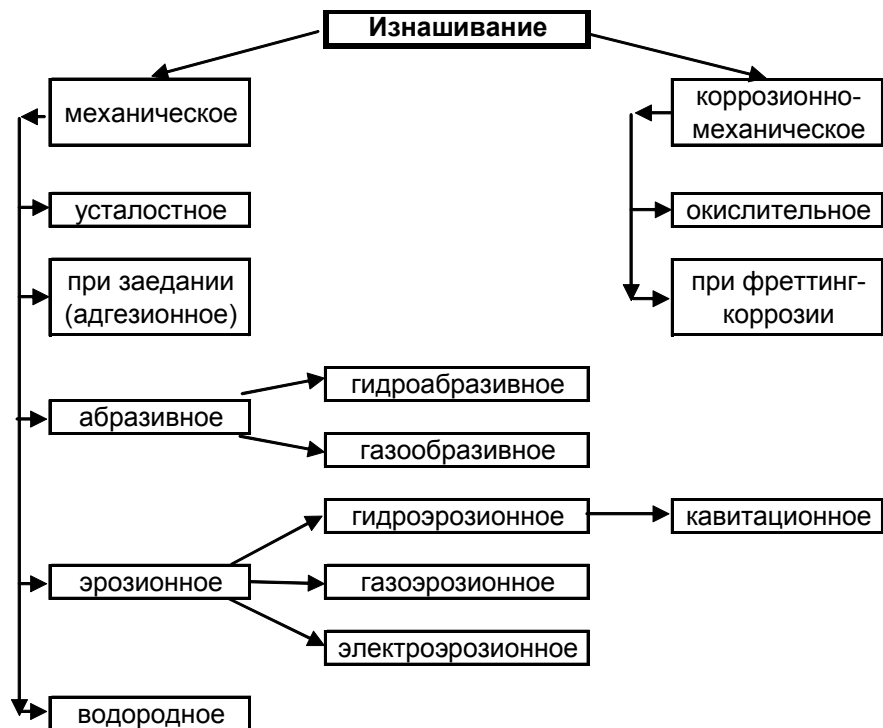 Изнашивание
механическое
коррозионно-
механическое
усталостное
окислительное
при заедании
(адгезионное)
при фреттинг-
коррозии
гидроабразивное
абразивное
газообразивное
гидроэрозионное
кавитационное
эрозионное
газоэрозионное
электроэрозионное
водородное